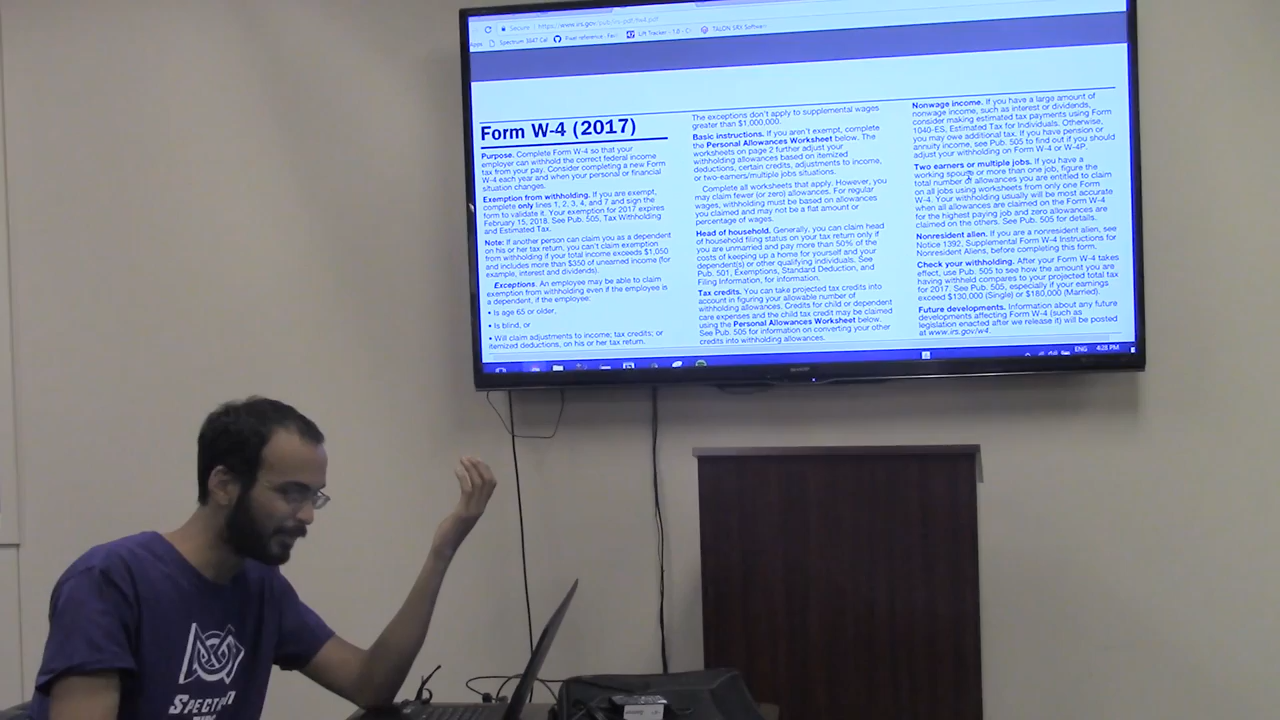 Secure | https://www.irs.gov/pub/irs-pdf/fw4.pdf
Apps Spectrum 3847 Cal Pixel reference - Fast Lift Tracker - 1.0 - C TALON SRX Software
Form W-4 (2017)
Purpose. Complete Form W-4 so that your
employer can withhold the correct federal income
tax from your pay. Consider completing a new Form
W-4 each year and when your personal or financial
situation changes.
Exemption from withholding. If you are exempt,
complete only lines 1, 2, 3, 4, and 7 and sign the
form to validate it. Your exemption for 2017 expires
February 15, 2018. See Pub. 505, Tax Withholding
and Estimated Tax.
Note: If another person can claim you as a dependent
on his or her tax return, you can't claim exemption
from withholding if your total income exceeds $1,050
and includes more than $350 of unearned income (for
example, interest and dividends).
Exceptions. An employee may be able to claim
exemption from withholding even if the employee is
a dependent, if the employee:
• Is age 65 or older,
• Is blind, or
• Will claim adjustments to income; tax credits; or
itemized deductions, on his or her tax return.
The exceptions don't apply to supplemental wages
greater than $1,000,000.
Basic instructions. If you aren't exempt, complete
the Personal Allowances Worksheet below. The
worksheets on page 2 further adjust your
withholding allowances based on itemized
deductions, certain credits, adjustments to income,
or two-earners/multiple jobs situations.
Complete all worksheets that apply. However, you
may claim fewer (or zero) allowances. For regular
wages, withholding must be based on allowances
you claimed and may not be a flat amount or
percentage of wages.
Head of household. Generally, you can claim head
of household filing status on your tax return only if
you are unmarried and pay more than 50% of the
costs of keeping up a home for yourself and your
dependent(s) or other qualifying individuals. See
Pub. 501, Exemptions, Standard Deduction, and
Filing Information, for information.
Tax credits. You can take projected tax credits into
account in figuring your allowable number of
withholding allowances. Credits for child or dependent
care expenses and the child tax credit may be claimed
using the Personal Allowances Worksheet below.
See Pub. 505 for information on converting your other
credits into withholding allowances.
Nonwage income. If you have a large amount of
nonwage income, such as interest or dividends,
consider making estimated tax payments using Form
1040-ES, Estimated Tax for Individuals. Otherwise,
you may owe additional tax. If you have pension or
annuity income, see Pub. 505 to find out if you should
adjust your withholding on Form W-4 or W-4P.
Two earners or multiple jobs. If you have a
working spouse or more than one job, figure the
total number of allowances you are entitled to claim
on all jobs using worksheets from only one Form
W-4. Your withholding usually will be most accurate
when all allowances are claimed on the Form W-4
for the highest paying job and zero allowances are
claimed on the others. See Pub. 505 for details.
Nonresident alien. If you are a nonresident alien, see
Notice 1392, Supplemental Form W-4 Instructions for
Nonresident Aliens, before completing this form.
Check your withholding. After your Form W-4 takes
effect, use Pub. 505 to see how the amount you are
having withheld compares to your projected total tax
for 2017. See Pub. 505, especially if your earnings
exceed $130,000 (Single) or $180,000 (Married).
Future developments. Information about any future
developments affecting Form W-4 (such as
legislation enacted after we release it) will be posted
at www.irs.gov/w4.
ENG 4:28 PM
SHARP